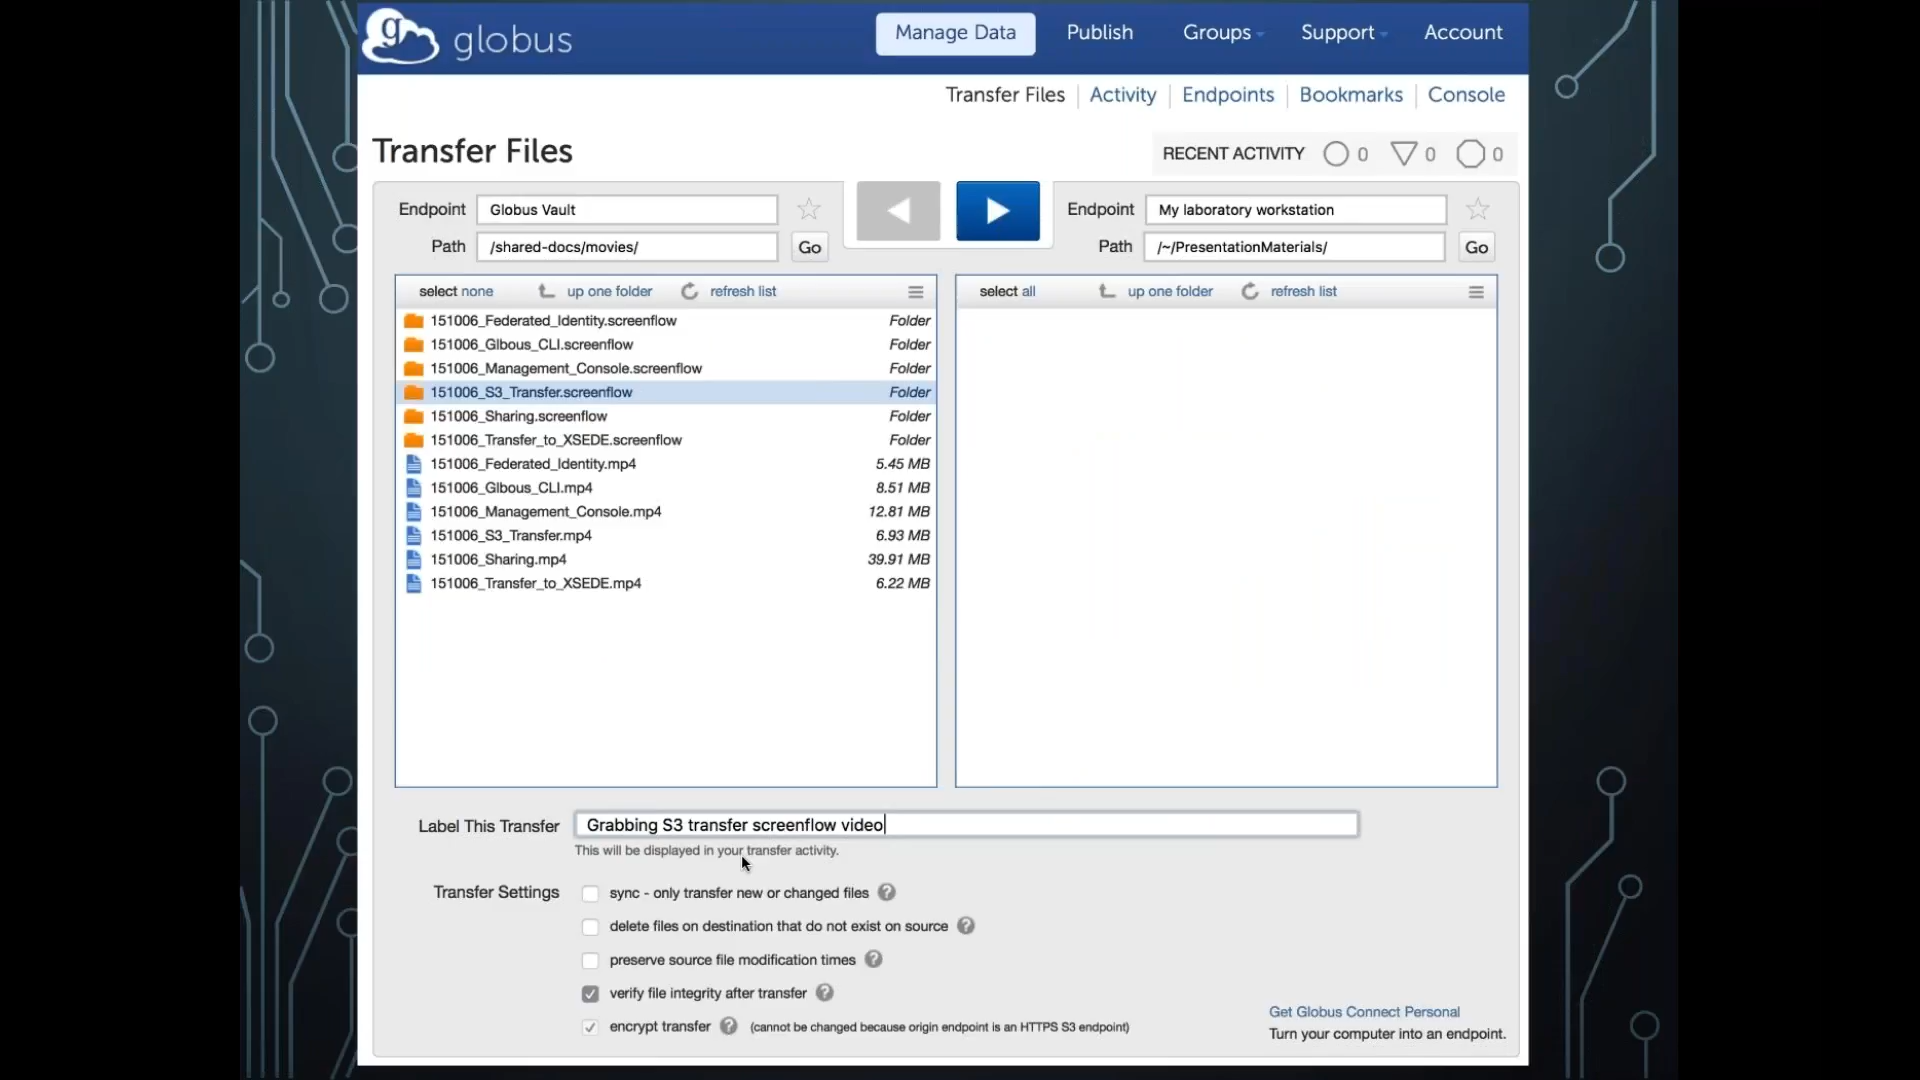 globus
Manage Data Publish Groups Support Account
Transfer Files Activity Endpoints Bookmarks Console
Transfer Files
RECENT ACTIVITY 0 0 0
Endpoint Globus Vault
Path /shared-docs/movies/ Go
Endpoint My laboratory workstation
Path /~/PresentationMaterials/ Go
select none up one folder refresh list
151006_Federated_Identity.screenflow Folder
151006_Glbous_CLI.screenflow Folder
151006_Management_Console.screenflow Folder
151006_S3_Transfer.screenflow Folder
151006_Sharing.screenflow Folder
151006_Transfer_to_XSEDE.screenflow Folder
151006_Federated_Identity.mp4 5.45 MB
151006_Glbous_CLI.mp4 8.51 MB
151006_Management_Console.mp4 12.81 MB
151006_S3_Transfer.mp4 6.93 MB
151006_Sharing.mp4 39.91 MB
151006_Transfer_to_XSEDE.mp4 6.22 MB
select all up one folder refresh list
Label This Transfer Grabbing S3 transfer screenflow video
This will be displayed in your transfer activity.
Transfer Settings sync - only transfer new or changed files ?
delete files on destination that do not exist on source ?
preserve source file modification times ?
verify file integrity after transfer ?
encrypt transfer ? (cannot be changed because origin endpoint is an HTTPS S3 endpoint)
Get Globus Connect Personal
Turn your computer into an endpoint.